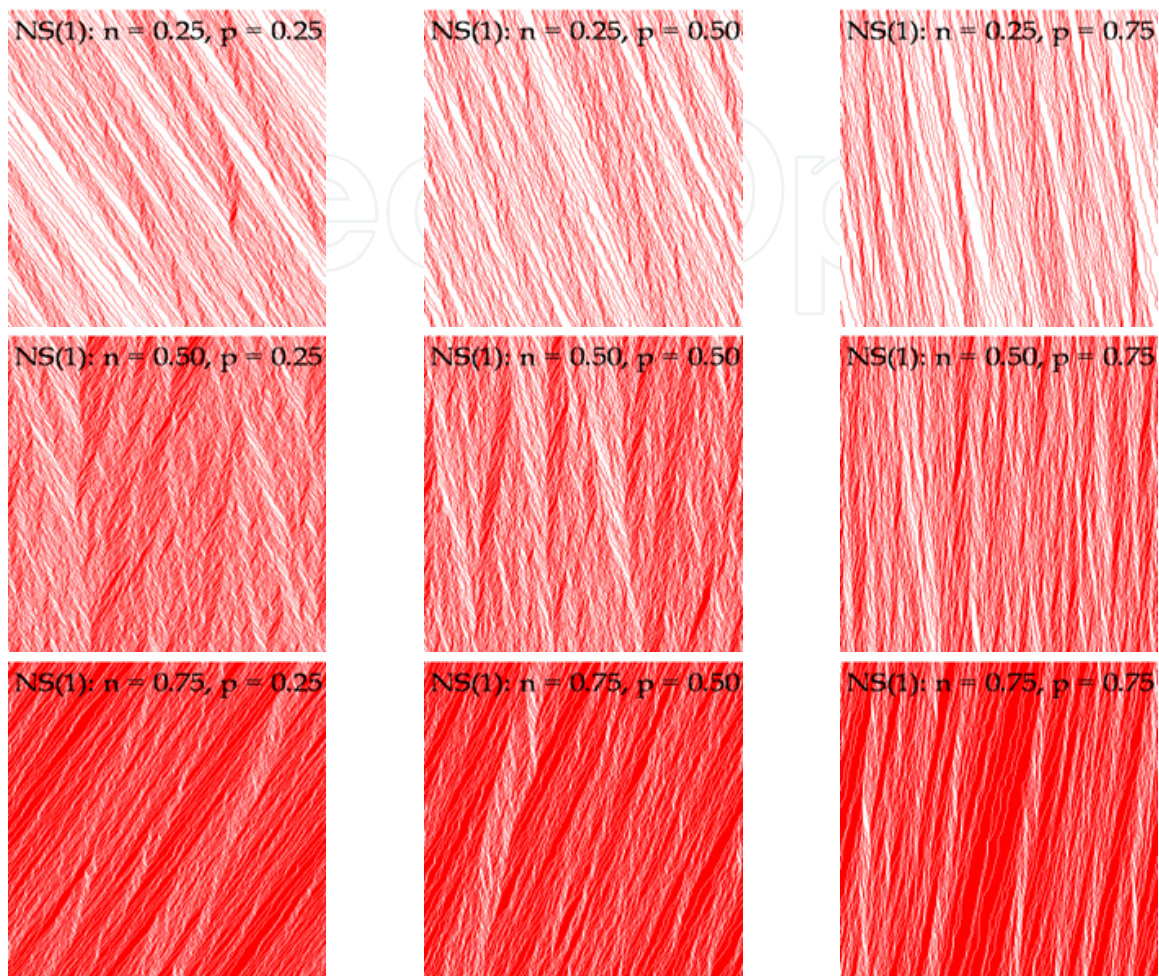 NS(1): n = 0.25, p = 0.25
NS(1): n = 0.25, p = 0.50
NS(1): n = 0.25, p = 0.75
NS(1): n = 0.50, p = 0.25
NS(1): n = 0.50, p = 0.50
NS(1): n = 0.50, p = 0.75
NS(1): n = 0.75, p = 0.25
NS(1): n = 0.75, p = 0.50
NS(1): n = 0.75, p = 0.75